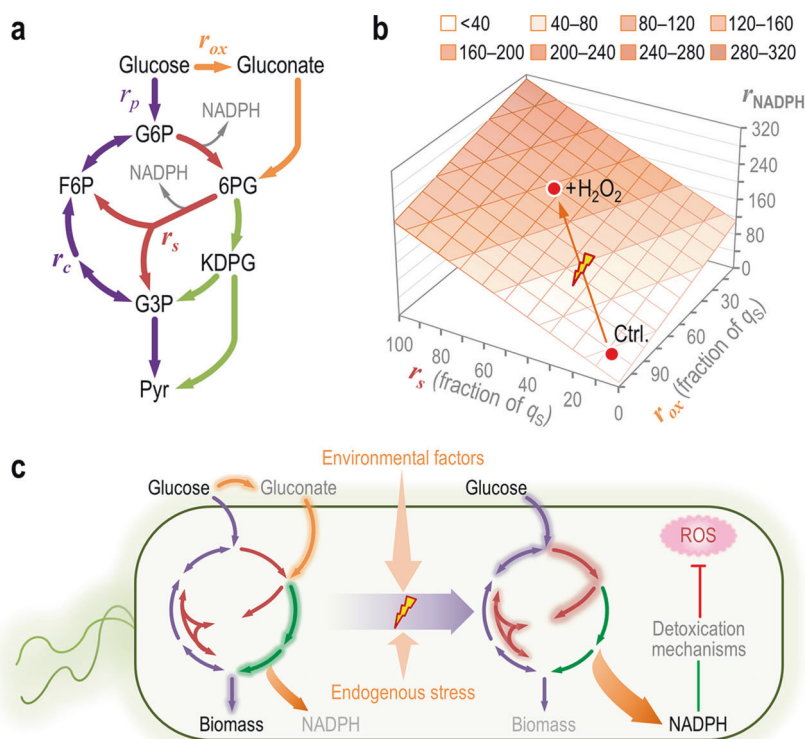 a
r_ox
Glucose
Gluconate
r_p
NADPH
G6P
NADPH
F6P
6PG
r_s
r_c
KDPG
G3P
Pyr
b
<40
40–80
80–120
120–160
160–200
200–240
240–280
280–320
r_NADPH
320
240
160
80
0
+H₂O₂
Ctrl.
100
80
60
40
20
0
r_s (fraction of q_S)
30
60
90
r_ox (fraction of q_S)
c
Environmental factors
Glucose
Gluconate
Glucose
ROS
Detoxication
mechanisms
Endogenous stress
Biomass
NADPH
Biomass
NADPH